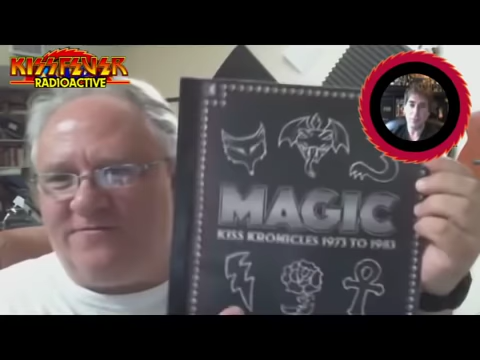 KISSFEVER
RADIOACTIVE
MAGIC
KISS KRONICLES 1973 TO 1983